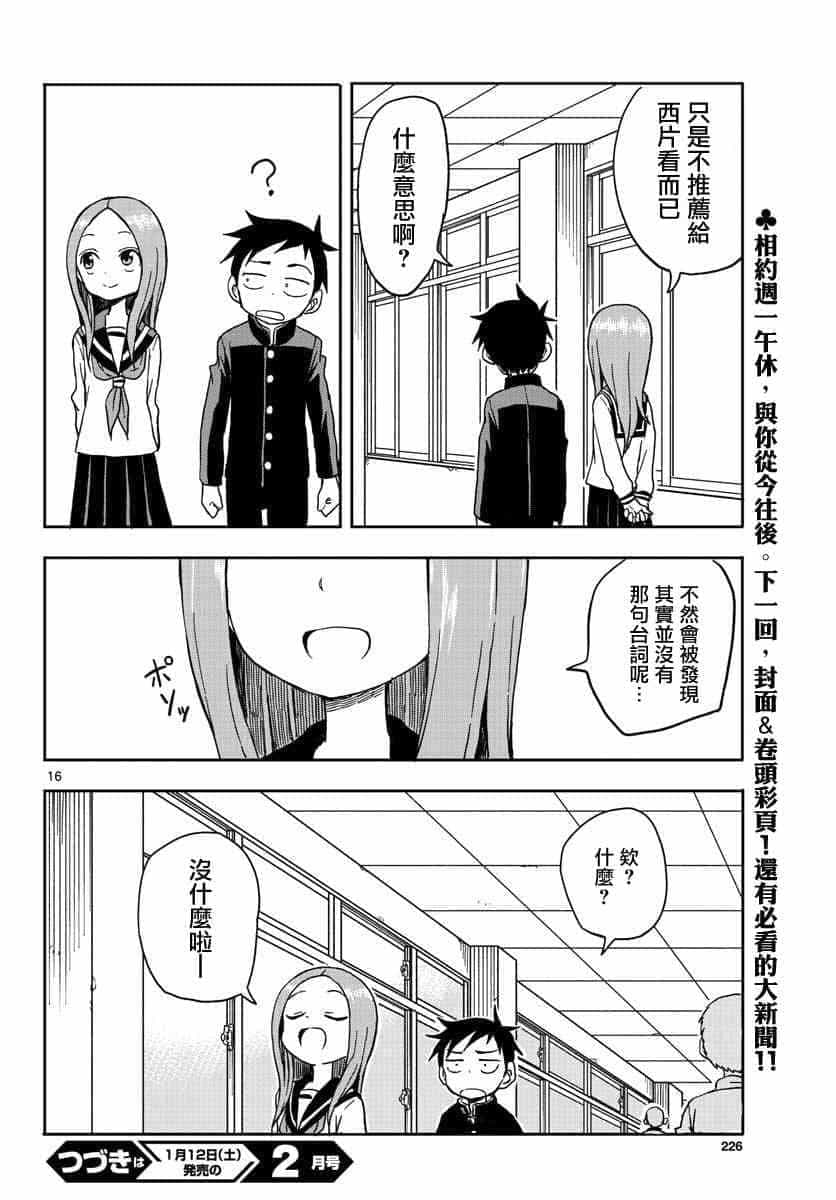 只是不推薦給
西片看而已
什麼意思啊?
?
不然會被發現
其實並沒有
那句台詞呢…
ポソッ
16
欸?
什麼?
沒什麼啦ー
♣相約週一午休，與你從今往後。下一回，封面&卷頭彩頁！還有必看的大新聞!!
226
つづきは
1月12日(土)
発売の
2月号